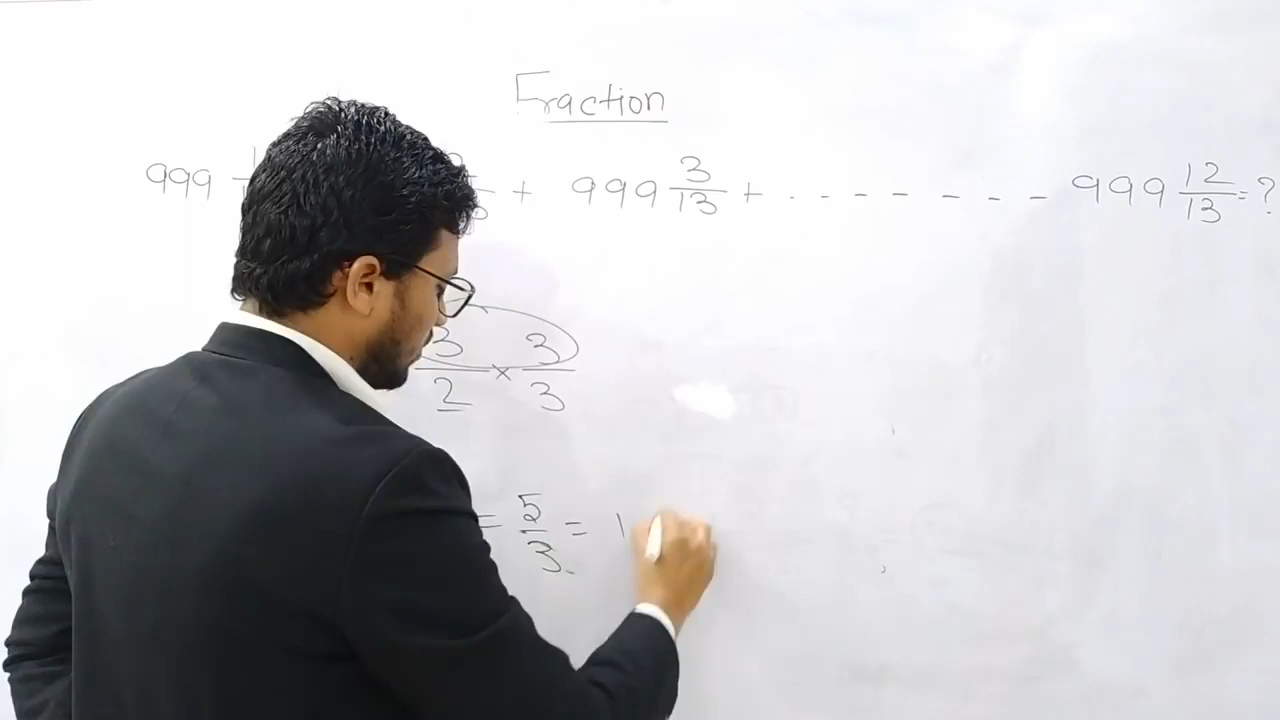 Fraction
999 + 999 3/13 + . - - - - - - - 999 12/13 = ?
3/2 × 3/3
= 5/3 = 1